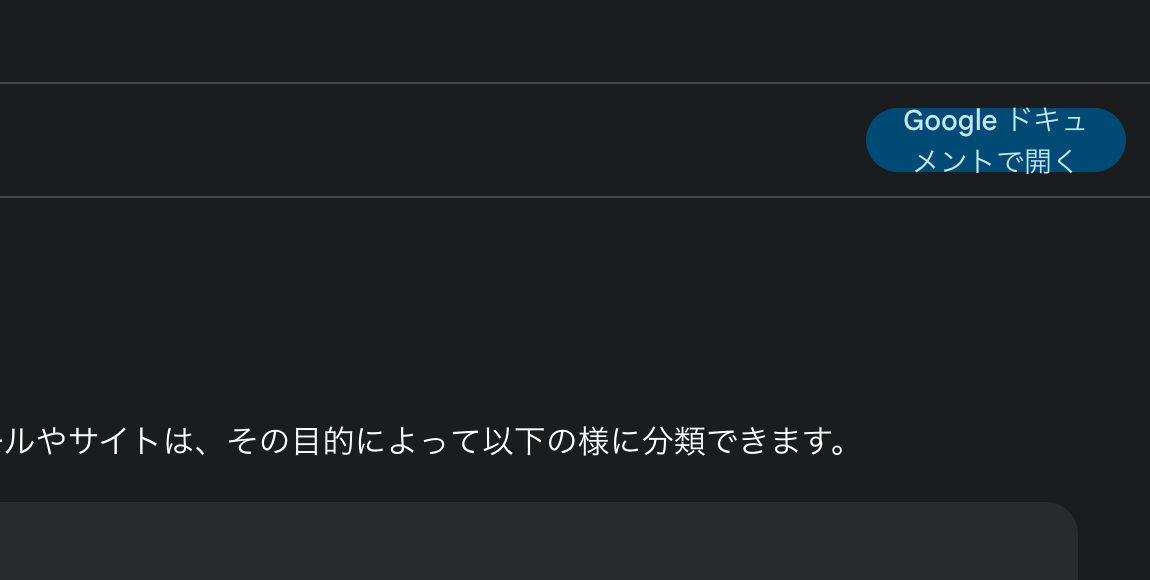 Google ドキュ
メントで開く
ールやサイトは、その目的によって以下の様に分類できます。